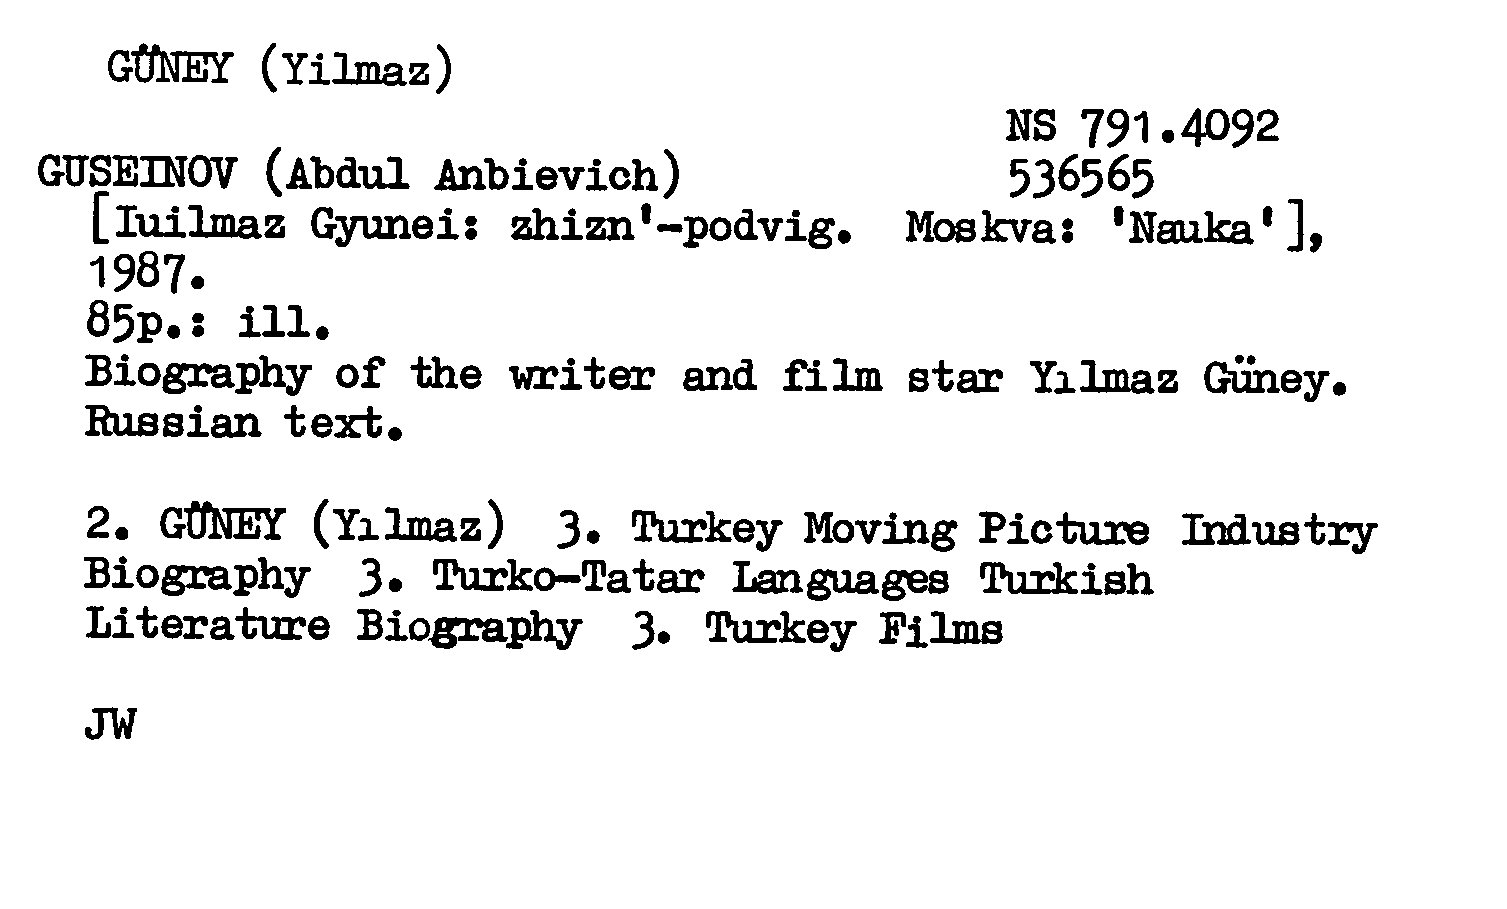 GÜNEY (Yilmaz)
NS 791.4092
GUSEINOV (Abdul Anbievich)
536565
[Iuilmaz Gyunei: zhizn'-podvig. Moskva: 'Nauka'],
1987.
85p.: ill.
Biography of the writer and film star Yılmaz Güney.
Russian text.
2. GÜNEY (Yılmaz) 3. Turkey Moving Picture Industry
Biography 3. Turko-Tatar Languages Turkish
Literature Biography 3. Turkey Films
JW